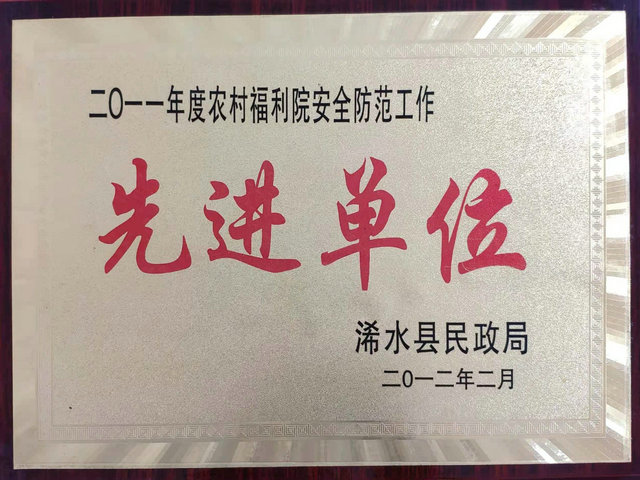 二〇一一年度农村福利院安全防范工作
先进单位
浠水县民政局
二〇一二年二月